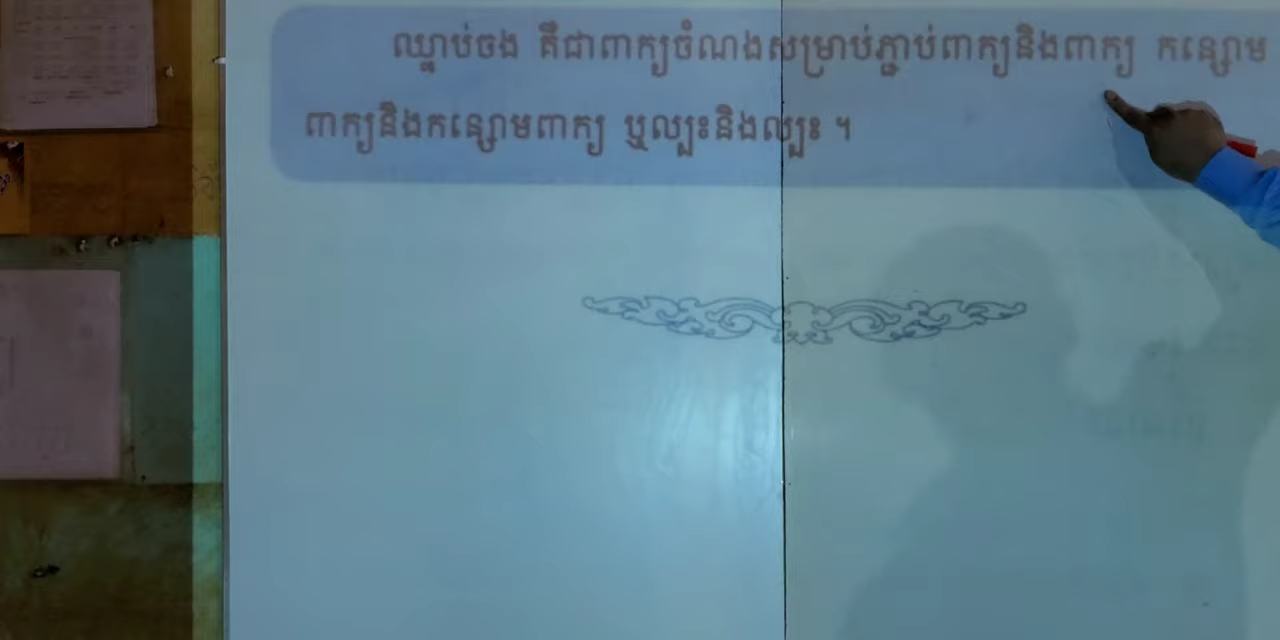 ឈ្នាប់ចង គឺជាពាក្យចំណងសម្រាប់ភ្ជាប់ពាក្យនិងពាក្យ កន្សោម
ពាក្យនិងកន្សោមពាក្យ ឬល្បះនិងល្បះ ។